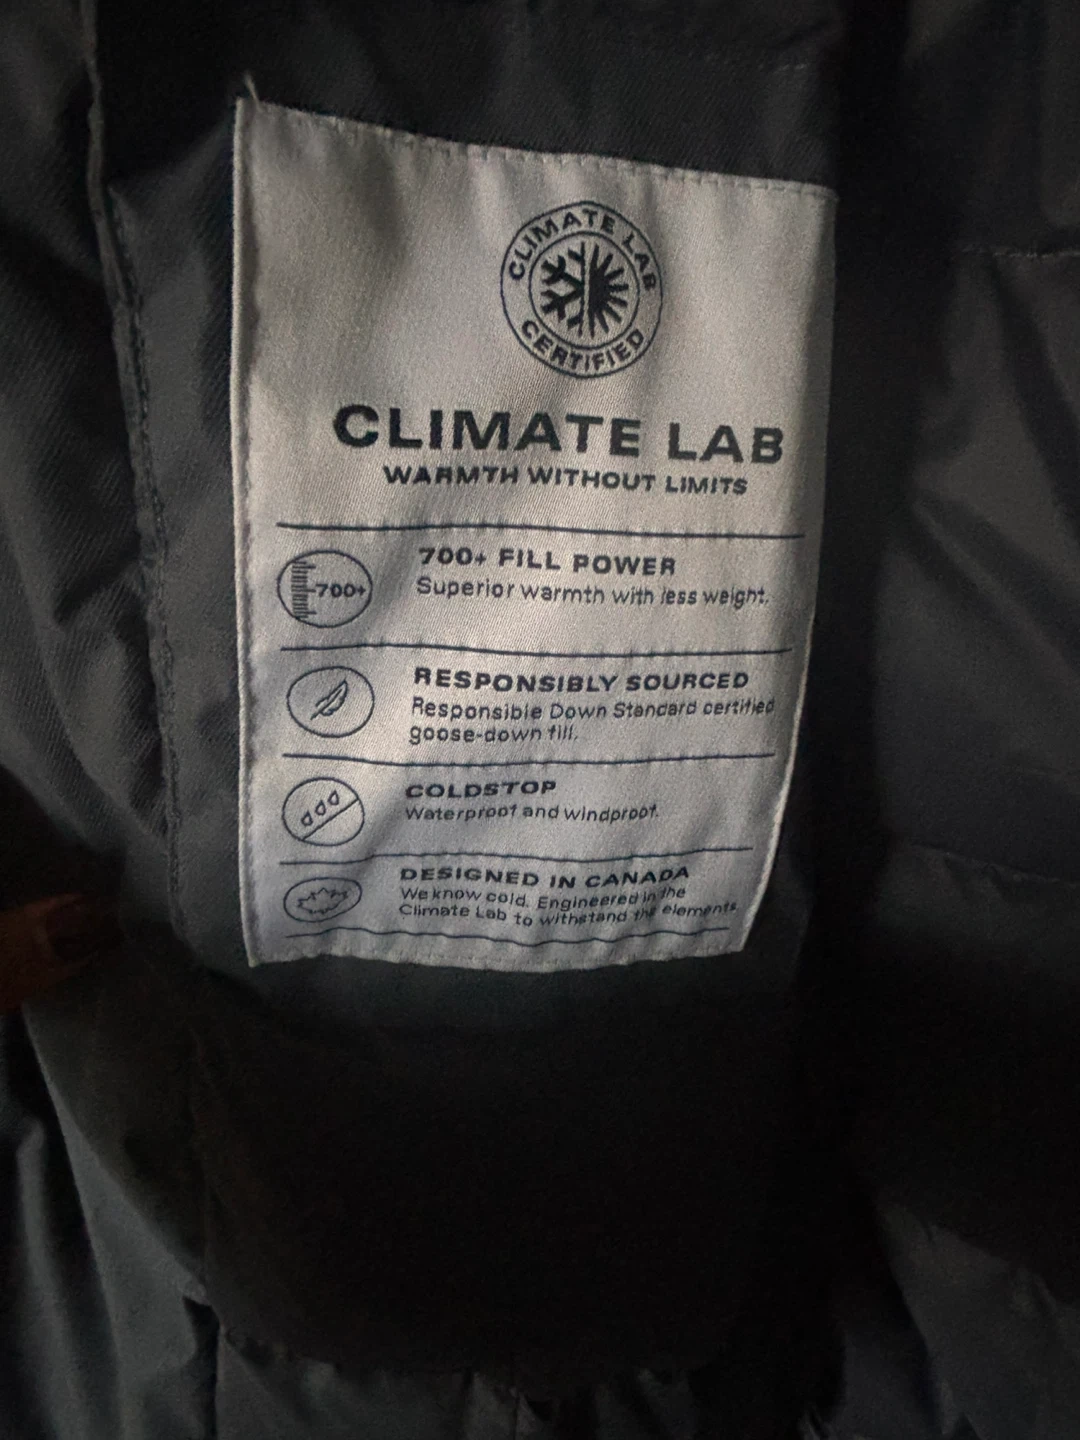 CLIMATE LAB
CERTIFIED
CLIMATE LAB
WARMTH WITHOUT LIMITS
700+
700+ FILL POWER
Superior warmth with less weight.
RESPONSIBLY SOURCED
Responsible Down Standard certified
goose-down fill.
COLDSTOP
Waterproof and windproof.
DESIGNED IN CANADA
We know cold. Engineered in the
Climate Lab to withstand the elements.